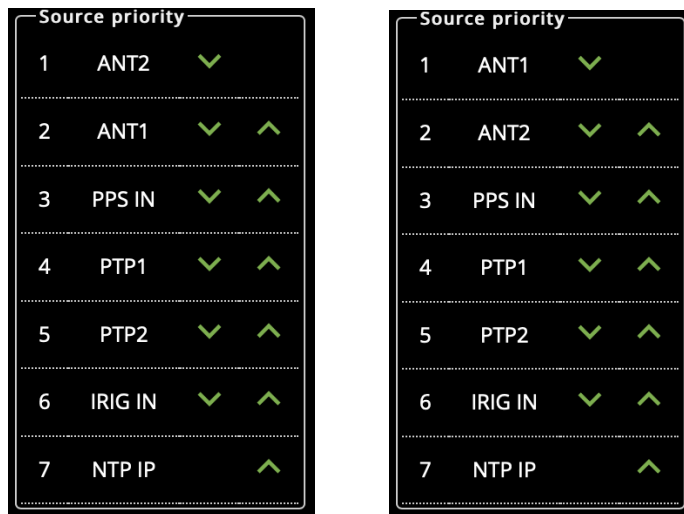 Source priority
1 ANT2
2 ANT1
3 PPS IN
4 PTP1
5 PTP2
6 IRIG IN
7 NTP IP
Source priority
1 ANT1
2 ANT2
3 PPS IN
4 PTP1
5 PTP2
6 IRIG IN
7 NTP IP